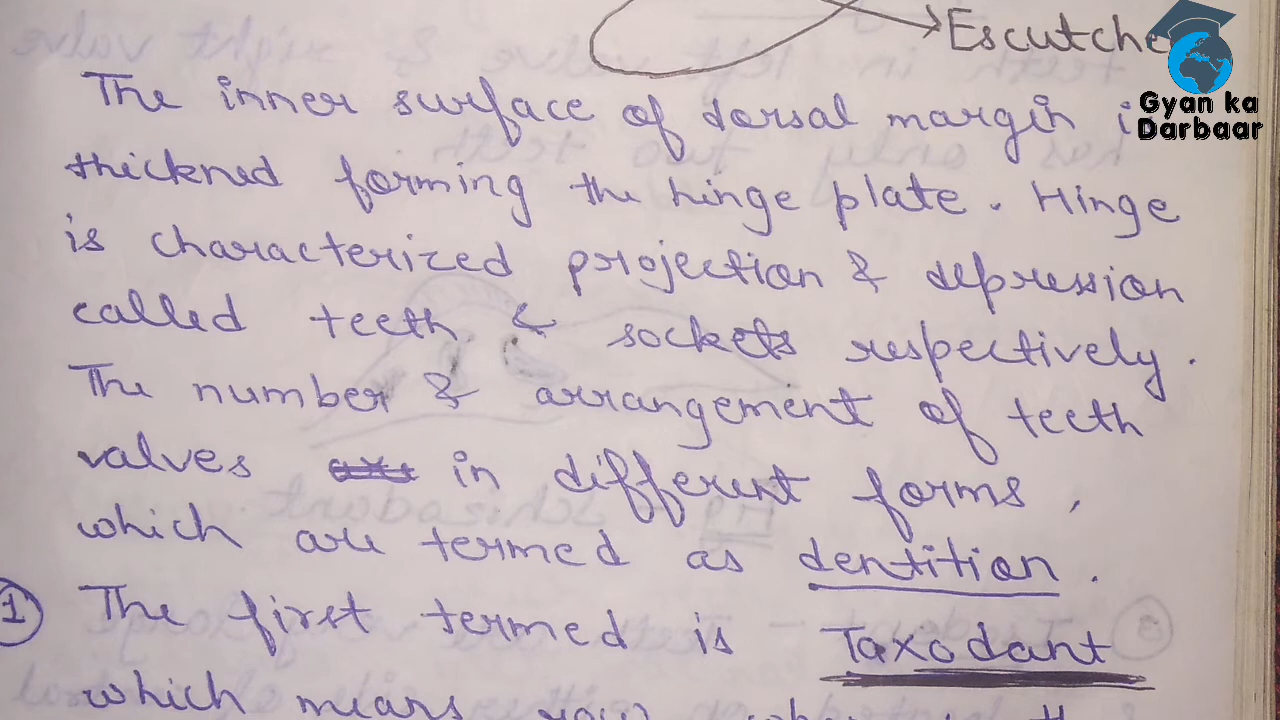 Escutche
Gyan ka
Darbaar
The inner surface of dorsal margin i
thickned forming the hinge plate. Hinge
is characterized projection & depression
called teeth & sockets respectively.
The number & arrangement of teeth
valves in different forms,
which are termed as dentition.
1 The first termed is Taxodant
which means